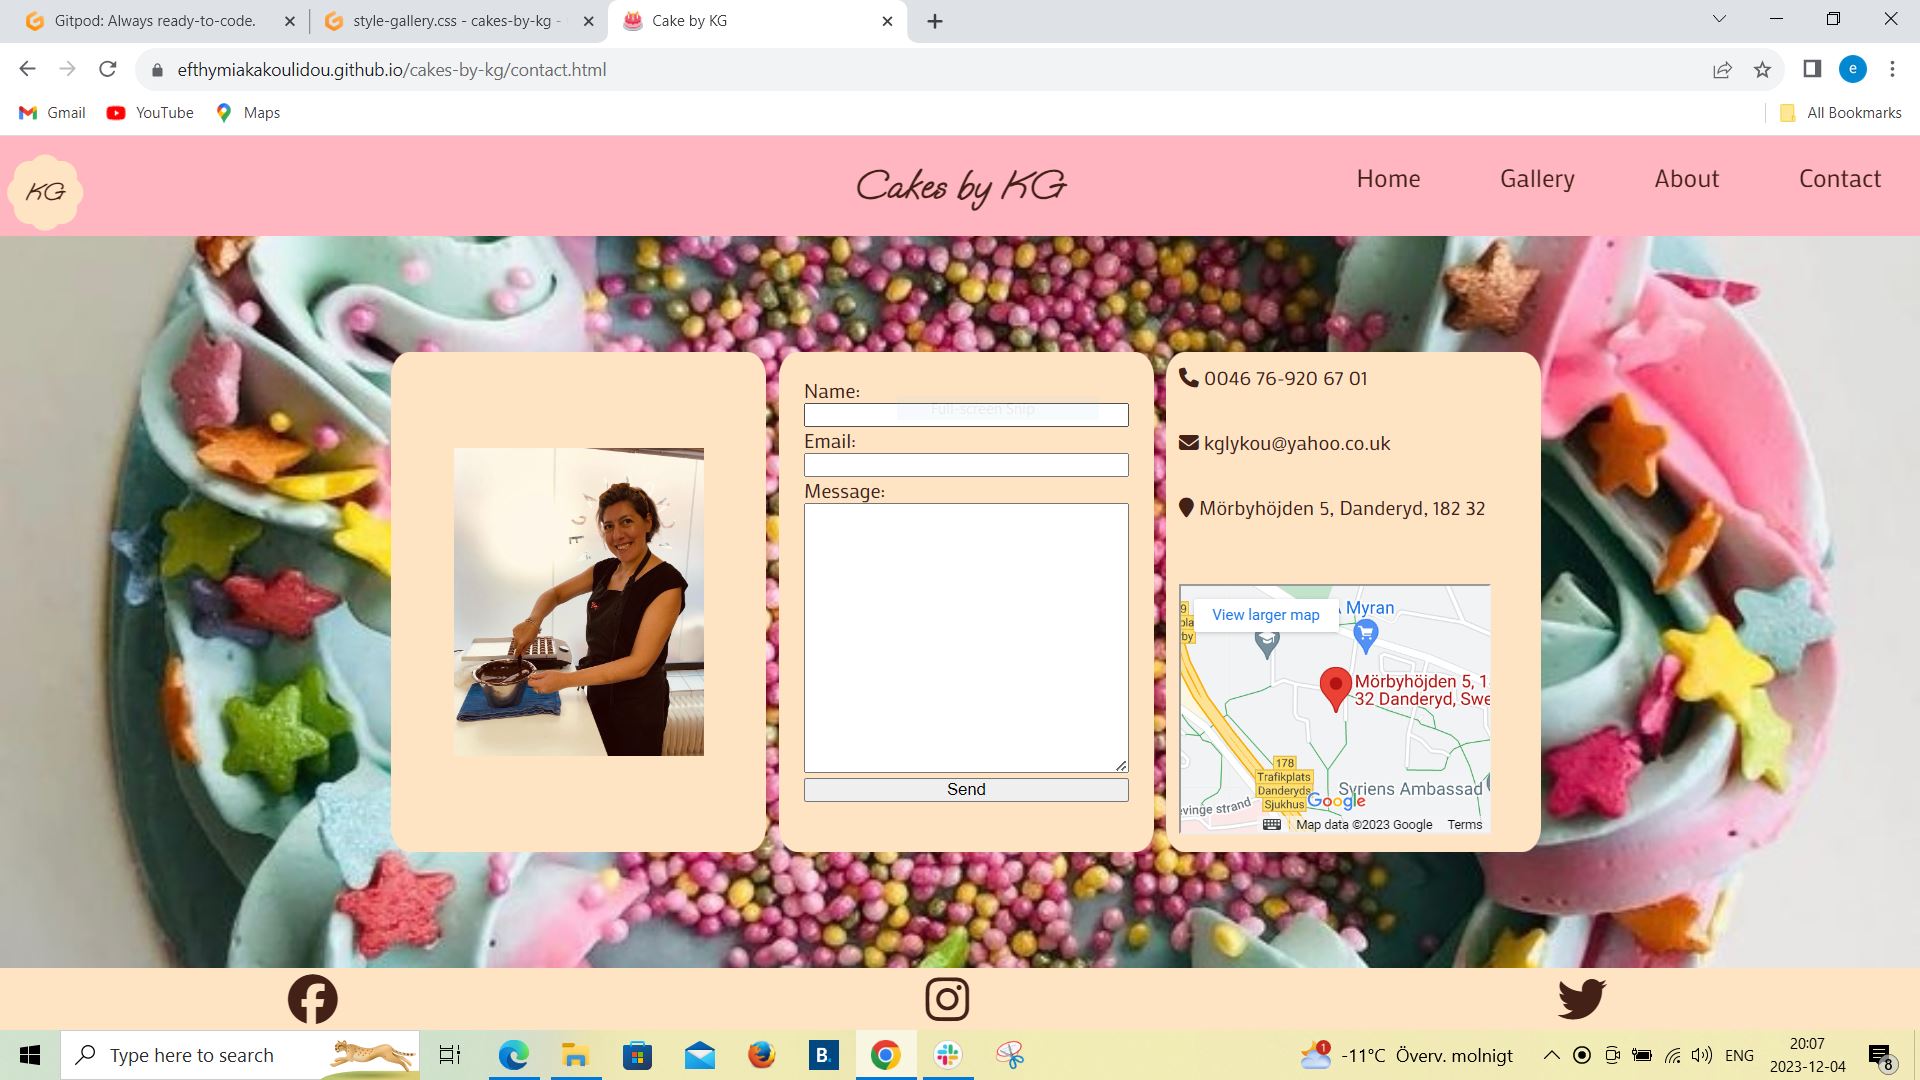 Gitpod: Always ready-to-code.
style-gallery.css - cakes-by-kg -
Cake by KG
efthymiakakoulidou.github.io/cakes-by-kg/contact.html
e
Gmail
YouTube
Maps
All Bookmarks
KG
Cakes by KG
Home
Gallery
About
Contact
Name:
Full-screen Snip
Email:
Message:
Send
0046 76-920 67 01
kglykou@yahoo.co.uk
Mörbyhöjden 5, Danderyd, 182 32
View larger map
Myran
Mörbyhöjden 5, 1
32 Danderyd, Swe
178
Trafikplats
Danderyds
Sjukhus
Syriens Ambassad
evinge strand
Google
Map data ©2023 Google
Terms
Type here to search
B.
1
-11°C Överv. molnigt
ENG
20:07
2023-12-04
8